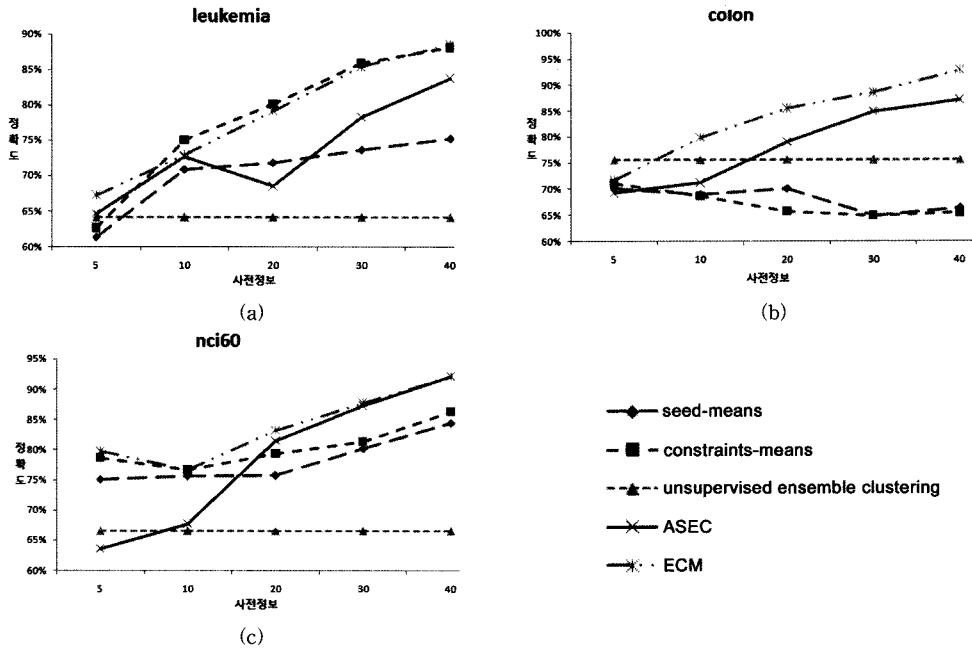 leukemia
90%
85%
80%
75%
70%
65%
60%
정확도
5
10
20
30
40
사전정보
(a)
colon
100%
95%
90%
85%
80%
75%
70%
65%
60%
정확도
5
10
20
30
40
사전정보
(b)
nci60
95%
90%
85%
80%
75%
70%
65%
60%
정확도
5
10
20
30
40
사전정보
(c)
seed-means
constraints-means
unsupervised ensemble clustering
ASEC
ECM